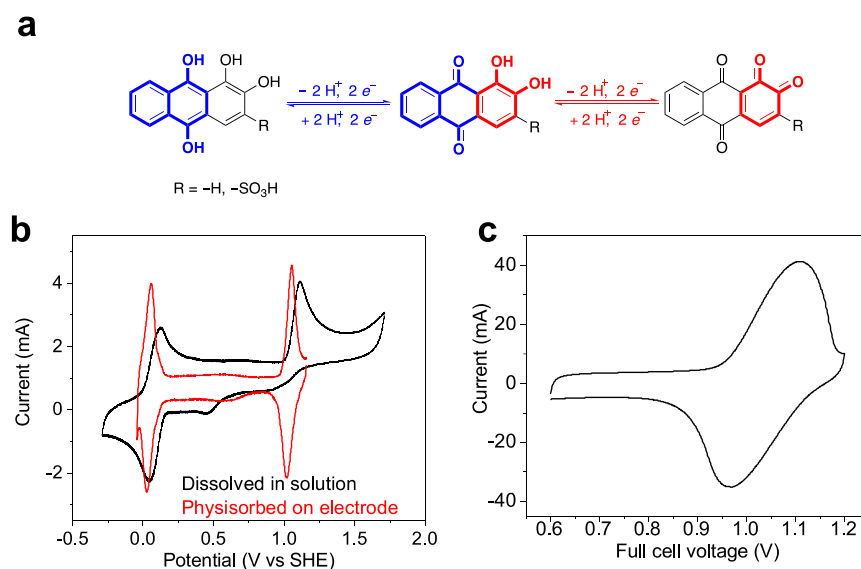 a
OH OH
OH
R
OH
− 2 H⁺, 2 e⁻
+ 2 H⁺, 2 e⁻
O OH
OH
R
O
− 2 H⁺, 2 e⁻
+ 2 H⁺, 2 e⁻
O O
O
R
O
R = −H, −SO₃H
b
Current (mA)
4
2
0
-2
-0.5 0.0 0.5 1.0 1.5 2.0
Potential (V vs SHE)
Dissolved in solution
Physisorbed on electrode
c
Current (mA)
40
20
0
-20
-40
0.6 0.7 0.8 0.9 1.0 1.1 1.2
Full cell voltage (V)